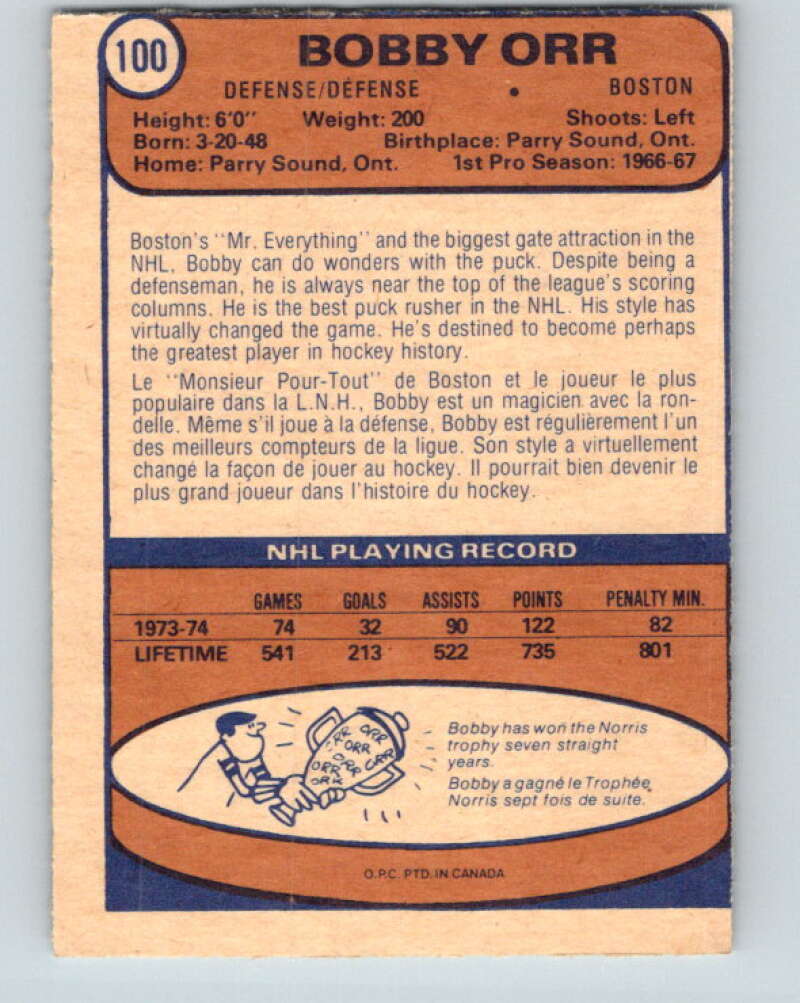 100
BOBBY ORR
DEFENSE/DÉFENSE • BOSTON
Height: 6'0" Weight: 200 Shoots: Left
Born: 3-20-48 Birthplace: Parry Sound, Ont.
Home: Parry Sound, Ont. 1st Pro Season: 1966-67
Boston's "Mr. Everything" and the biggest gate attraction in the
NHL, Bobby can do wonders with the puck. Despite being a
defenseman, he is always near the top of the league's scoring
columns. He is the best puck rusher in the NHL. His style has
virtually changed the game. He's destined to become perhaps
the greatest player in hockey history.
Le "Monsieur Pour-Tout" de Boston et le joueur le plus
populaire dans la L.N.H., Bobby est un magicien avec la ron-
delle. Même s'il joue à la défense, Bobby est régulièrement l'un
des meilleurs compteurs de la ligue. Son style a virtuellement
changé la façon de jouer au hockey. Il pourrait bien devenir le
plus grand joueur dans l'histoire du hockey.
NHL PLAYING RECORD
GAMES GOALS ASSISTS POINTS PENALTY MIN.
1973-74 74 32 90 122 82
LIFETIME 541 213 522 735 801
ORR ORR
ORR
ORR ORR
ORR
ORR
Bobby has won the Norris
trophy seven straight
years.
Bobby a gagné le Trophée
Norris sept fois de suite.
O.P.C. PTD. IN CANADA